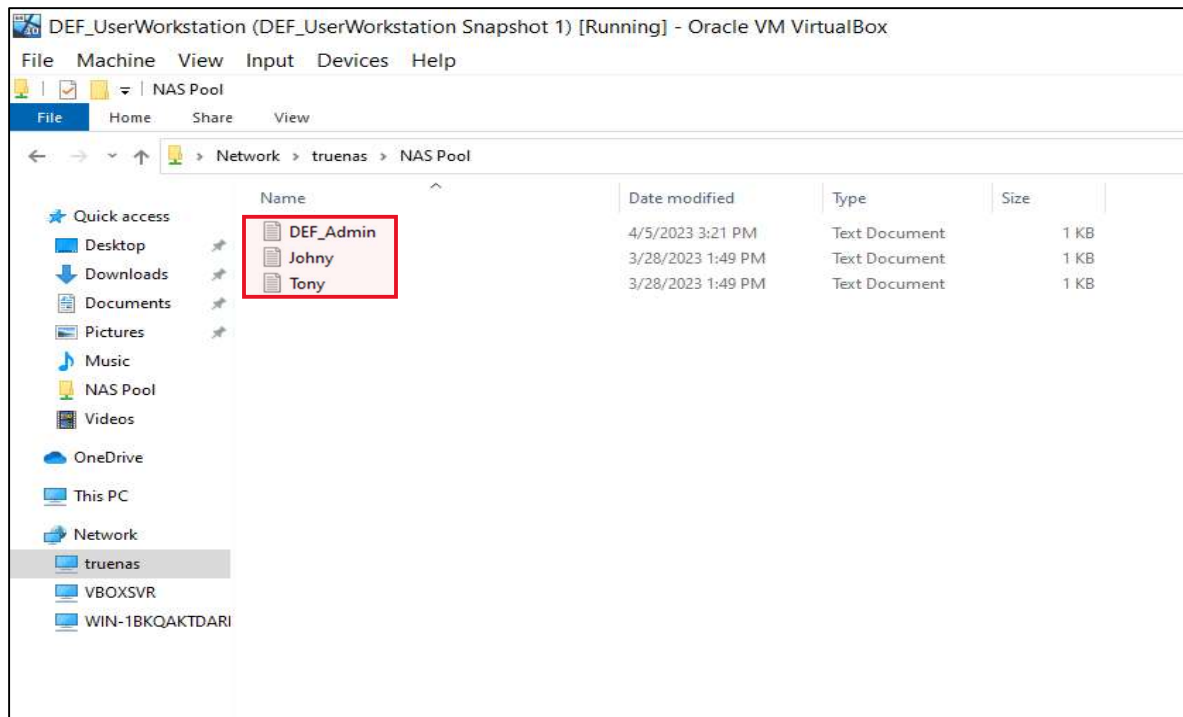 DEF_UserWorkstation (DEF_UserWorkstation Snapshot 1) [Running] - Oracle VM VirtualBox
File Machine View Input Devices Help
NAS Pool
File Home Share View
Network > truenas > NAS Pool
Name Date modified Type Size
Quick access
Desktop
Downloads
Documents
Pictures
Music
NAS Pool
Videos
OneDrive
This PC
Network
truenas
VBOXSVR
WIN-1BKQAKTDARI
DEF_Admin 4/5/2023 3:21 PM Text Document 1 KB
Johny 3/28/2023 1:49 PM Text Document 1 KB
Tony 3/28/2023 1:49 PM Text Document 1 KB